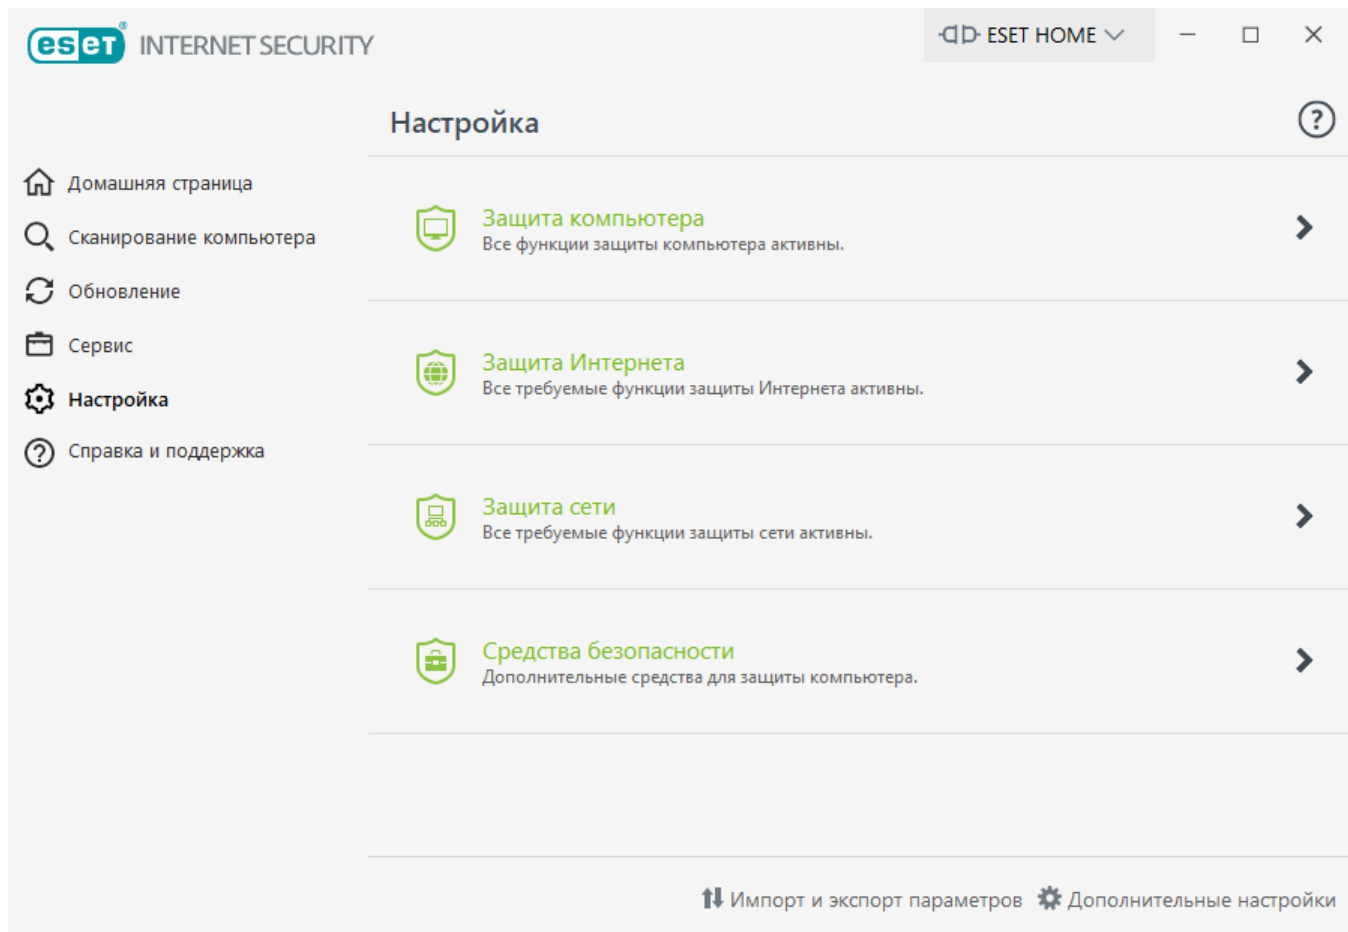 eset® INTERNET SECURITY
ESET HOME
Настройка
?
Домашняя страница
Сканирование компьютера
Обновление
Сервис
Настройка
Справка и поддержка
Защита компьютера
Все функции защиты компьютера активны.
Защита Интернета
Все требуемые функции защиты Интернета активны.
Защита сети
Все требуемые функции защиты сети активны.
Средства безопасности
Дополнительные средства для защиты компьютера.
Импорт и экспорт параметров
Дополнительные настройки